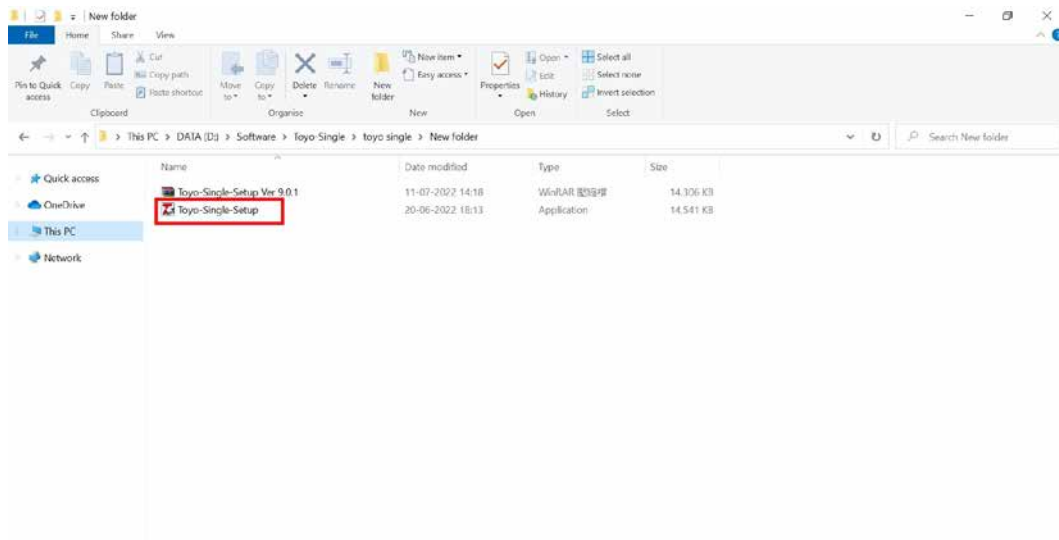 New folder
File Home Share View
Pin to Quick access
Copy
Paste
Cut
Copy path
Paste shortcut
Clipboard
Move to
Copy to
Delete
Rename
Organise
New folder
New item
Easy access
New
Properties
Open
Edit
History
Open
Select all
Select none
Invert selection
Select
This PC > DATA (D:) > Software > Toyo-Single > toyo single > New folder
Search New folder
Name Date modified Type Size
Quick access
OneDrive
This PC
Network
Toyo-Single-Setup Ver 9.0.1 11-07-2022 14:18 WinRAR 14,306 KB
Toyo-Single-Setup 20-06-2022 18:13 Application 14,541 KB